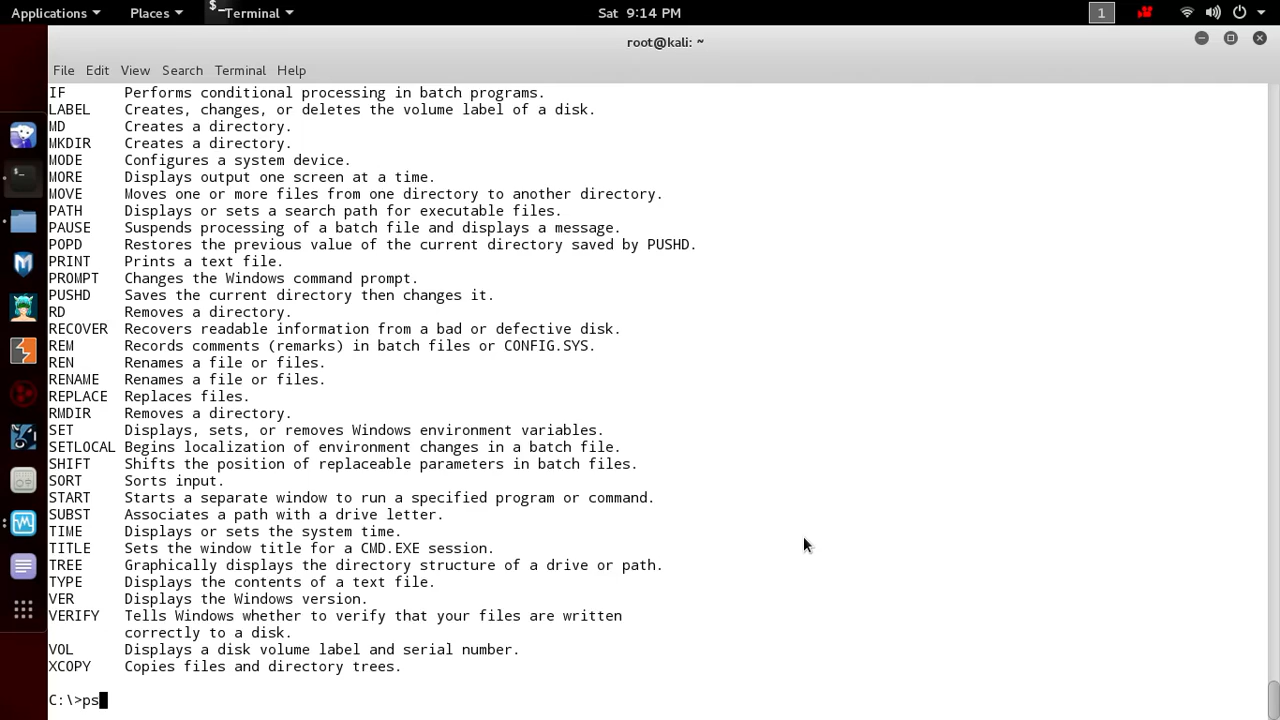 Applications Places Terminal Sat 9:14 PM 1
root@kali: ~
File Edit View Search Terminal Help
IF Performs conditional processing in batch programs.
LABEL Creates, changes, or deletes the volume label of a disk.
MD Creates a directory.
MKDIR Creates a directory.
MODE Configures a system device.
MORE Displays output one screen at a time.
MOVE Moves one or more files from one directory to another directory.
PATH Displays or sets a search path for executable files.
PAUSE Suspends processing of a batch file and displays a message.
POPD Restores the previous value of the current directory saved by PUSHD.
PRINT Prints a text file.
PROMPT Changes the Windows command prompt.
PUSHD Saves the current directory then changes it.
RD Removes a directory.
RECOVER Recovers readable information from a bad or defective disk.
REM Records comments (remarks) in batch files or CONFIG.SYS.
REN Renames a file or files.
RENAME Renames a file or files.
REPLACE Replaces files.
RMDIR Removes a directory.
SET Displays, sets, or removes Windows environment variables.
SETLOCAL Begins localization of environment changes in a batch file.
SHIFT Shifts the position of replaceable parameters in batch files.
SORT Sorts input.
START Starts a separate window to run a specified program or command.
SUBST Associates a path with a drive letter.
TIME Displays or sets the system time.
TITLE Sets the window title for a CMD.EXE session.
TREE Graphically displays the directory structure of a drive or path.
TYPE Displays the contents of a text file.
VER Displays the Windows version.
VERIFY Tells Windows whether to verify that your files are written
correctly to a disk.
VOL Displays a disk volume label and serial number.
XCOPY Copies files and directory trees.
C:\>ps